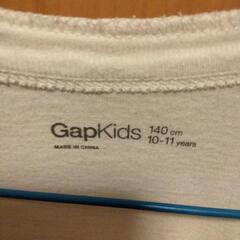 GapKids 140 cm
10-11 years
MADE IN CHINA